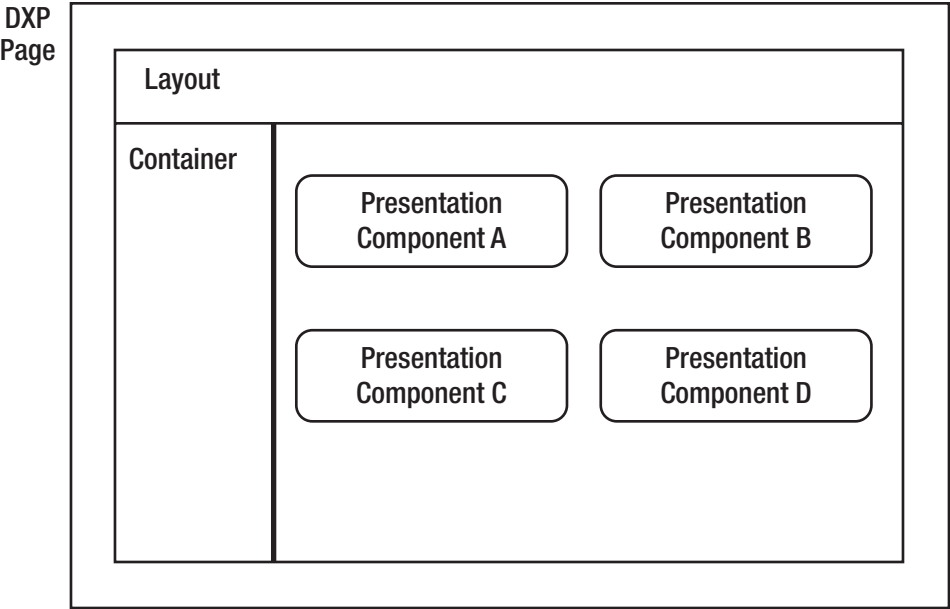 DXP
Page
Layout
Container
Presentation
Component A
Presentation
Component B
Presentation
Component C
Presentation
Component D